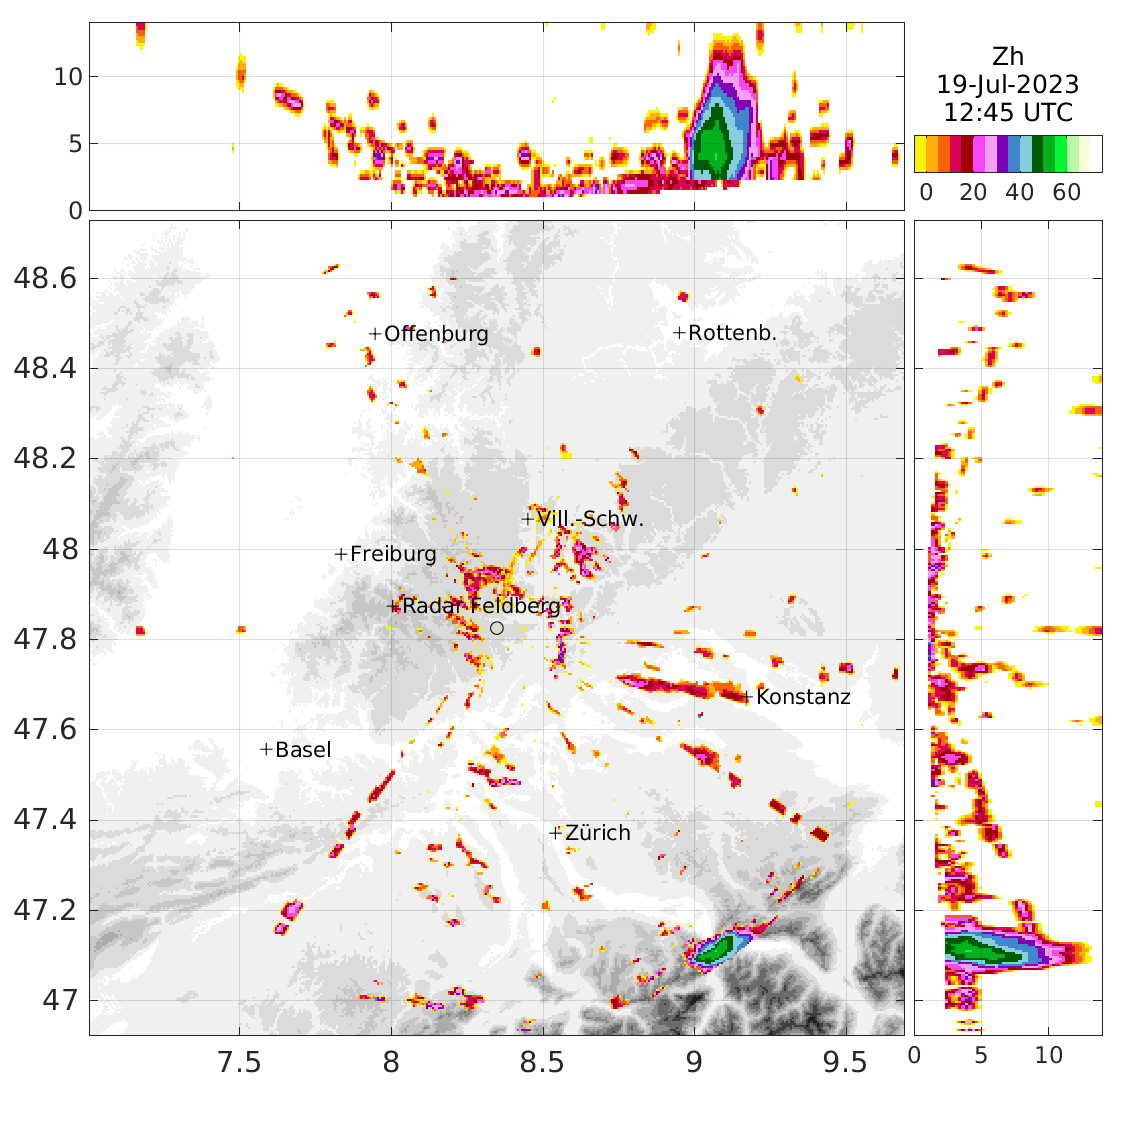 10
5
0
Zh
19-Jul-2023
12:45 UTC
0 20 40 60
48.6
48.4
48.2
48
47.8
47.6
47.4
47.2
47
Offenburg
Rottenb.
Vill.-Schw.
Freiburg
Radar Feldberg
Konstanz
Basel
Zürich
7.5 8 8.5 9 9.5
0 5 10